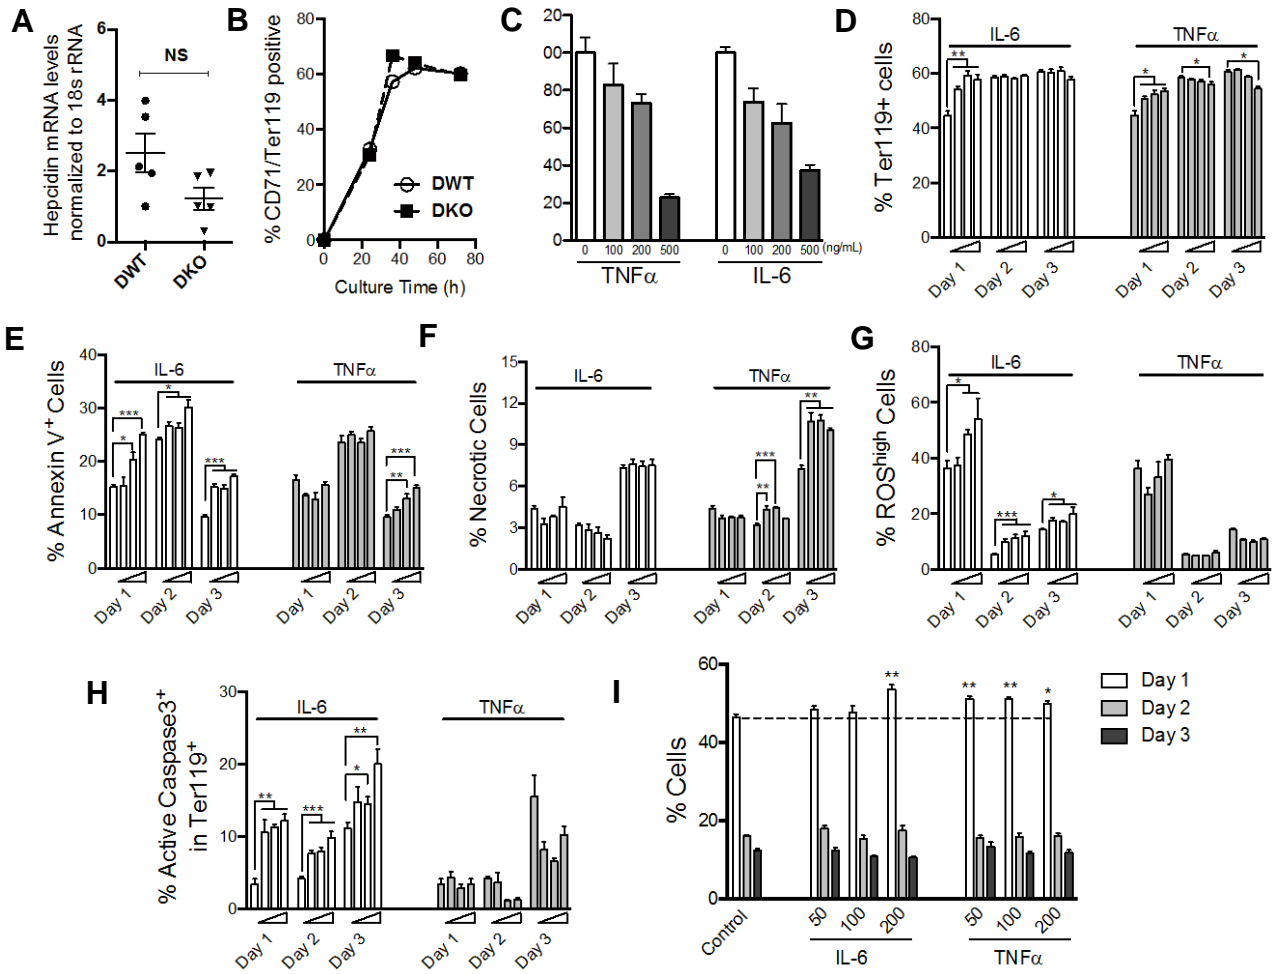 A
Hepcidin mRNA levels
normalized to 18s rRNA
6
4
2
0
NS
DWT
DKO
B
% CD71/Ter119 positive
80
60
40
20
0
DWT
DKO
0 20 40 60 80
Culture Time (h)
C
20
00
80
60
40
20
0
0 100 200 500 0 100 200 500 (ng/mL)
TNFα IL-6
D
% Ter119+ cells
80
60
40
20
0
IL-6 TNFα
** * * *
Day 1 Day 2 Day 3 Day 1 Day 2 Day 3
E
% Annexin V+ Cells
40
30
20
10
0
IL-6 TNFα
*** * * *** *** **
Day 1 Day 2 Day 3 Day 1 Day 2 Day 3
F
% Necrotic Cells
15
12
9
6
3
0
IL-6 TNFα
*** ** **
Day 1 Day 2 Day 3 Day 1 Day 2 Day 3
G
% ROShigh Cells
80
60
40
20
0
IL-6 TNFα
* *** *
Day 1 Day 2 Day 3 Day 1 Day 2 Day 3
H
% Active Caspase3+
in Ter119+
30
20
10
0
IL-6 TNFα
** *** ** *
Day 1 Day 2 Day 3 Day 1 Day 2 Day 3
I
% Cells
60
40
20
0
** ** ** *
Control 50 100 200 50 100 200
IL-6 TNFα
Day 1
Day 2
Day 3